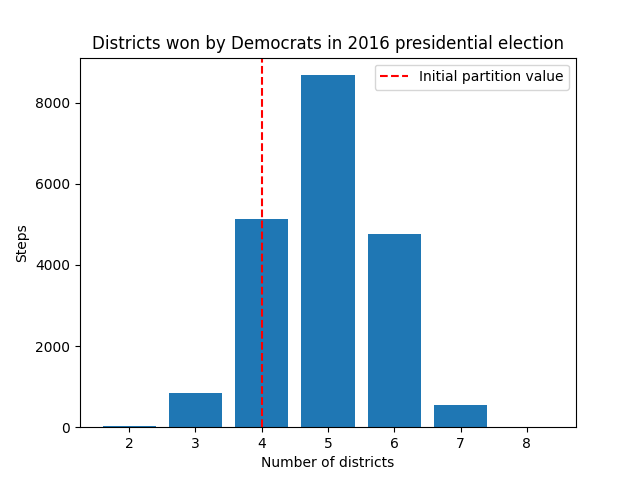 Districts won by Democrats in 2016 presidential election
Initial partition value
8000
6000
4000
2000
0
Steps
2 3 4 5 6 7 8
Number of districts